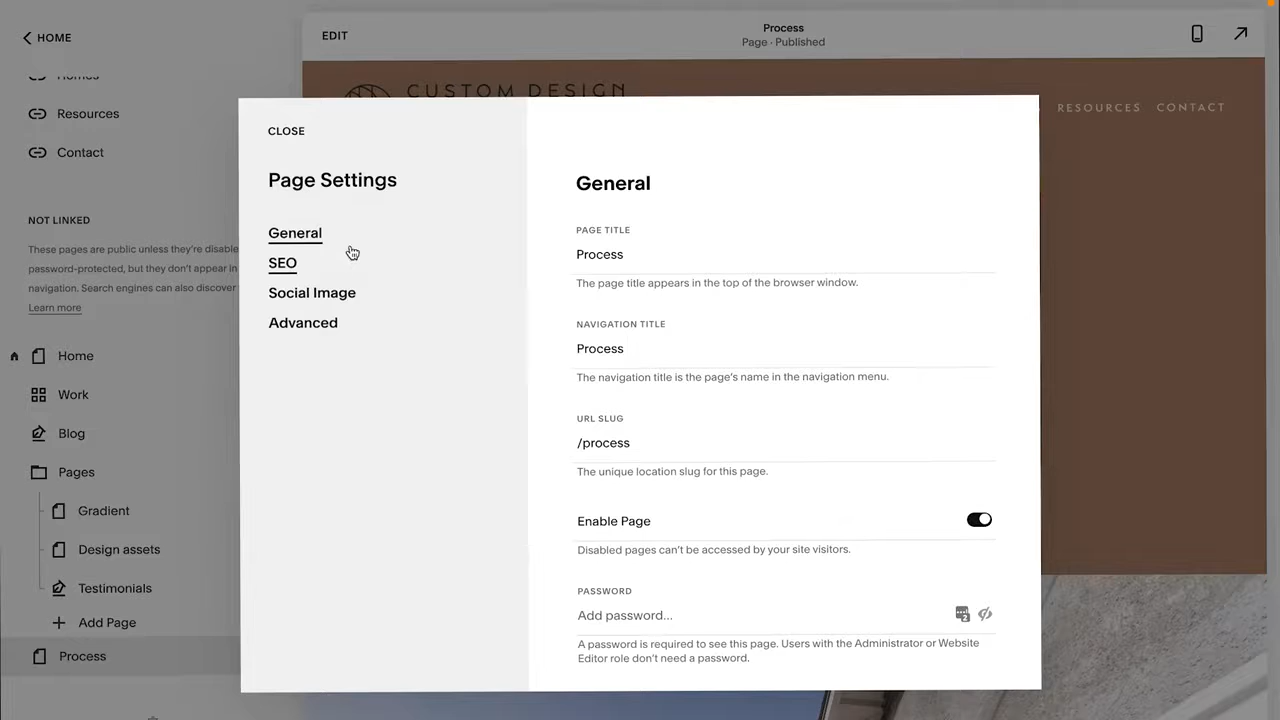 HOME
Homes
Resources
Contact
NOT LINKED
These pages are public unless they're disable
password-protected, but they don't appear in
navigation. Search engines can also discover
Learn more
Home
Work
Blog
Pages
Gradient
Design assets
Testimonials
Add Page
Process
EDIT
Process
Page · Published
CUSTOM DESIGN
RESOURCES CONTACT
CLOSE
Page Settings
General
SEO
Social Image
Advanced
General
PAGE TITLE
Process
The page title appears in the top of the browser window.
NAVIGATION TITLE
Process
The navigation title is the page's name in the navigation menu.
URL SLUG
/process
The unique location slug for this page.
Enable Page
Disabled pages can't be accessed by your site visitors.
PASSWORD
Add password...
A password is required to see this page. Users with the Administrator or Website
Editor role don't need a password.